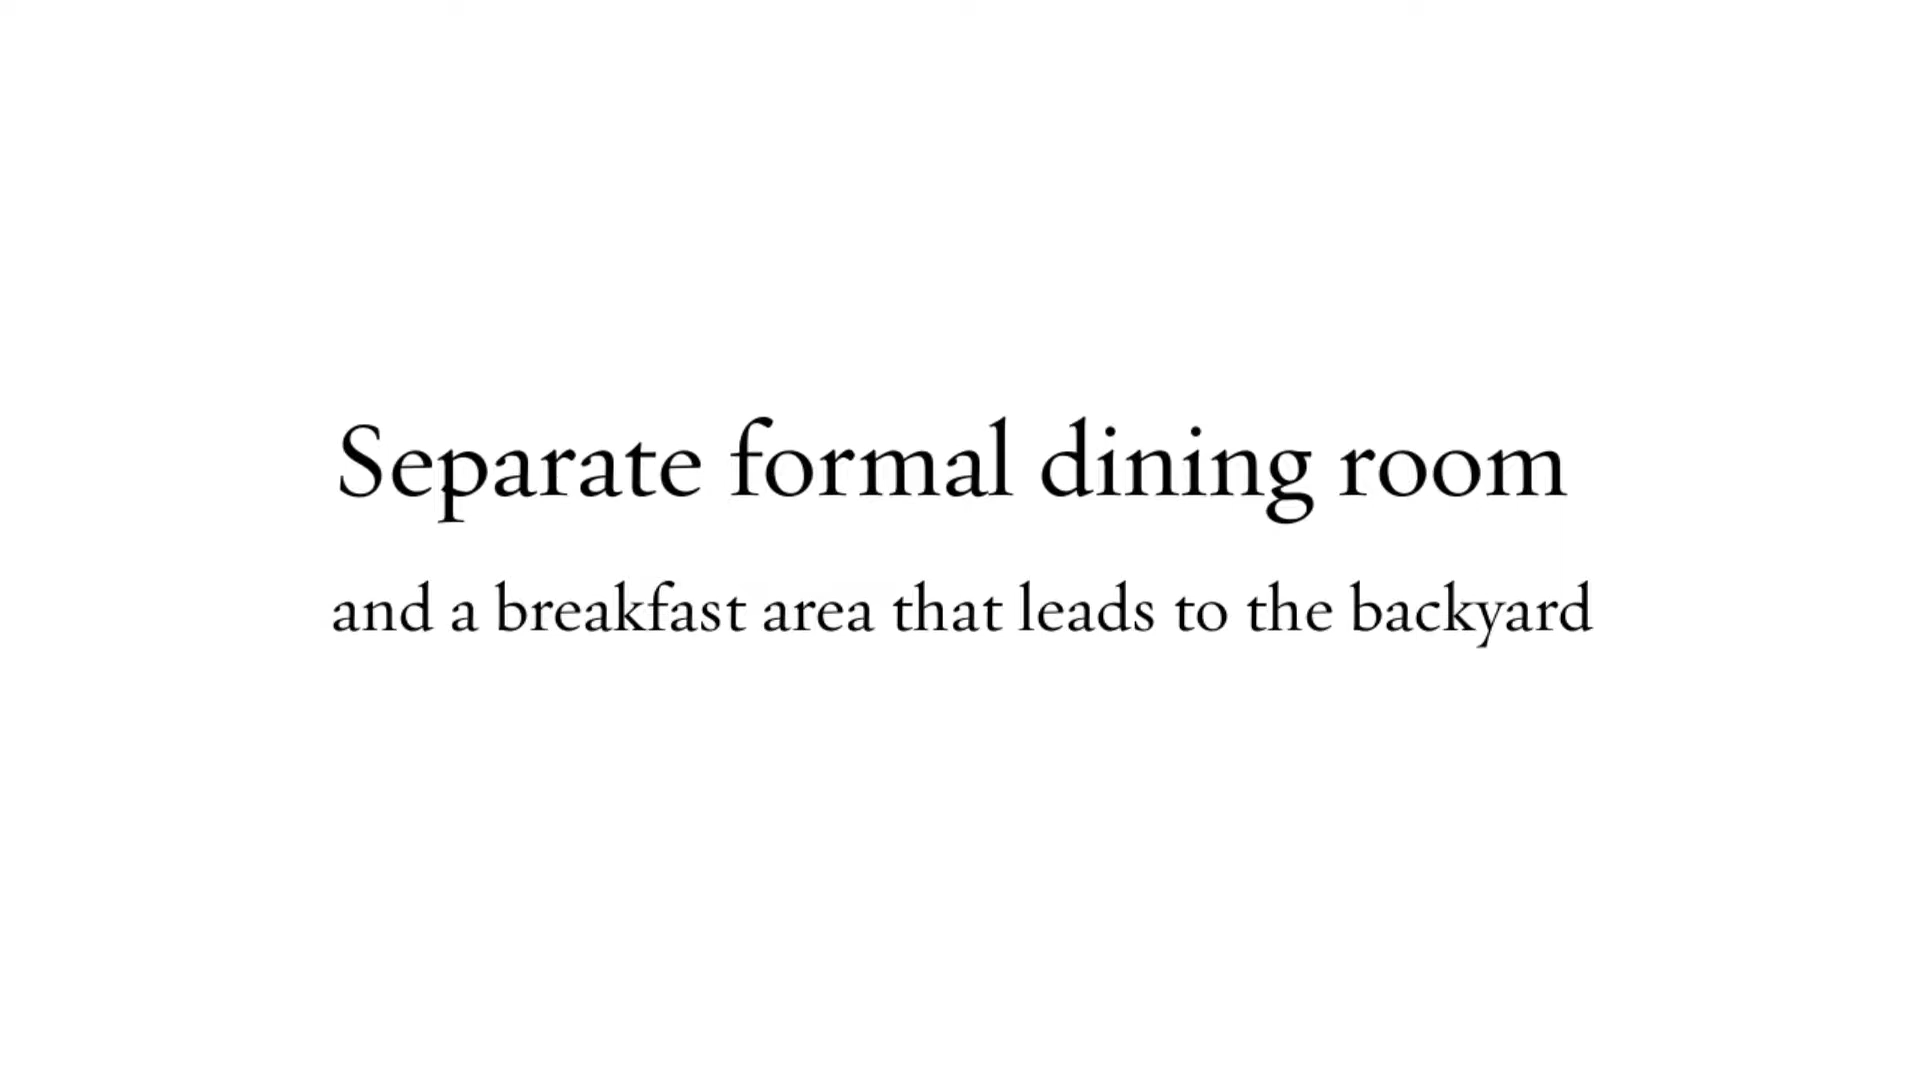 Separate formal dining room
and a breakfast area that leads to the backyard